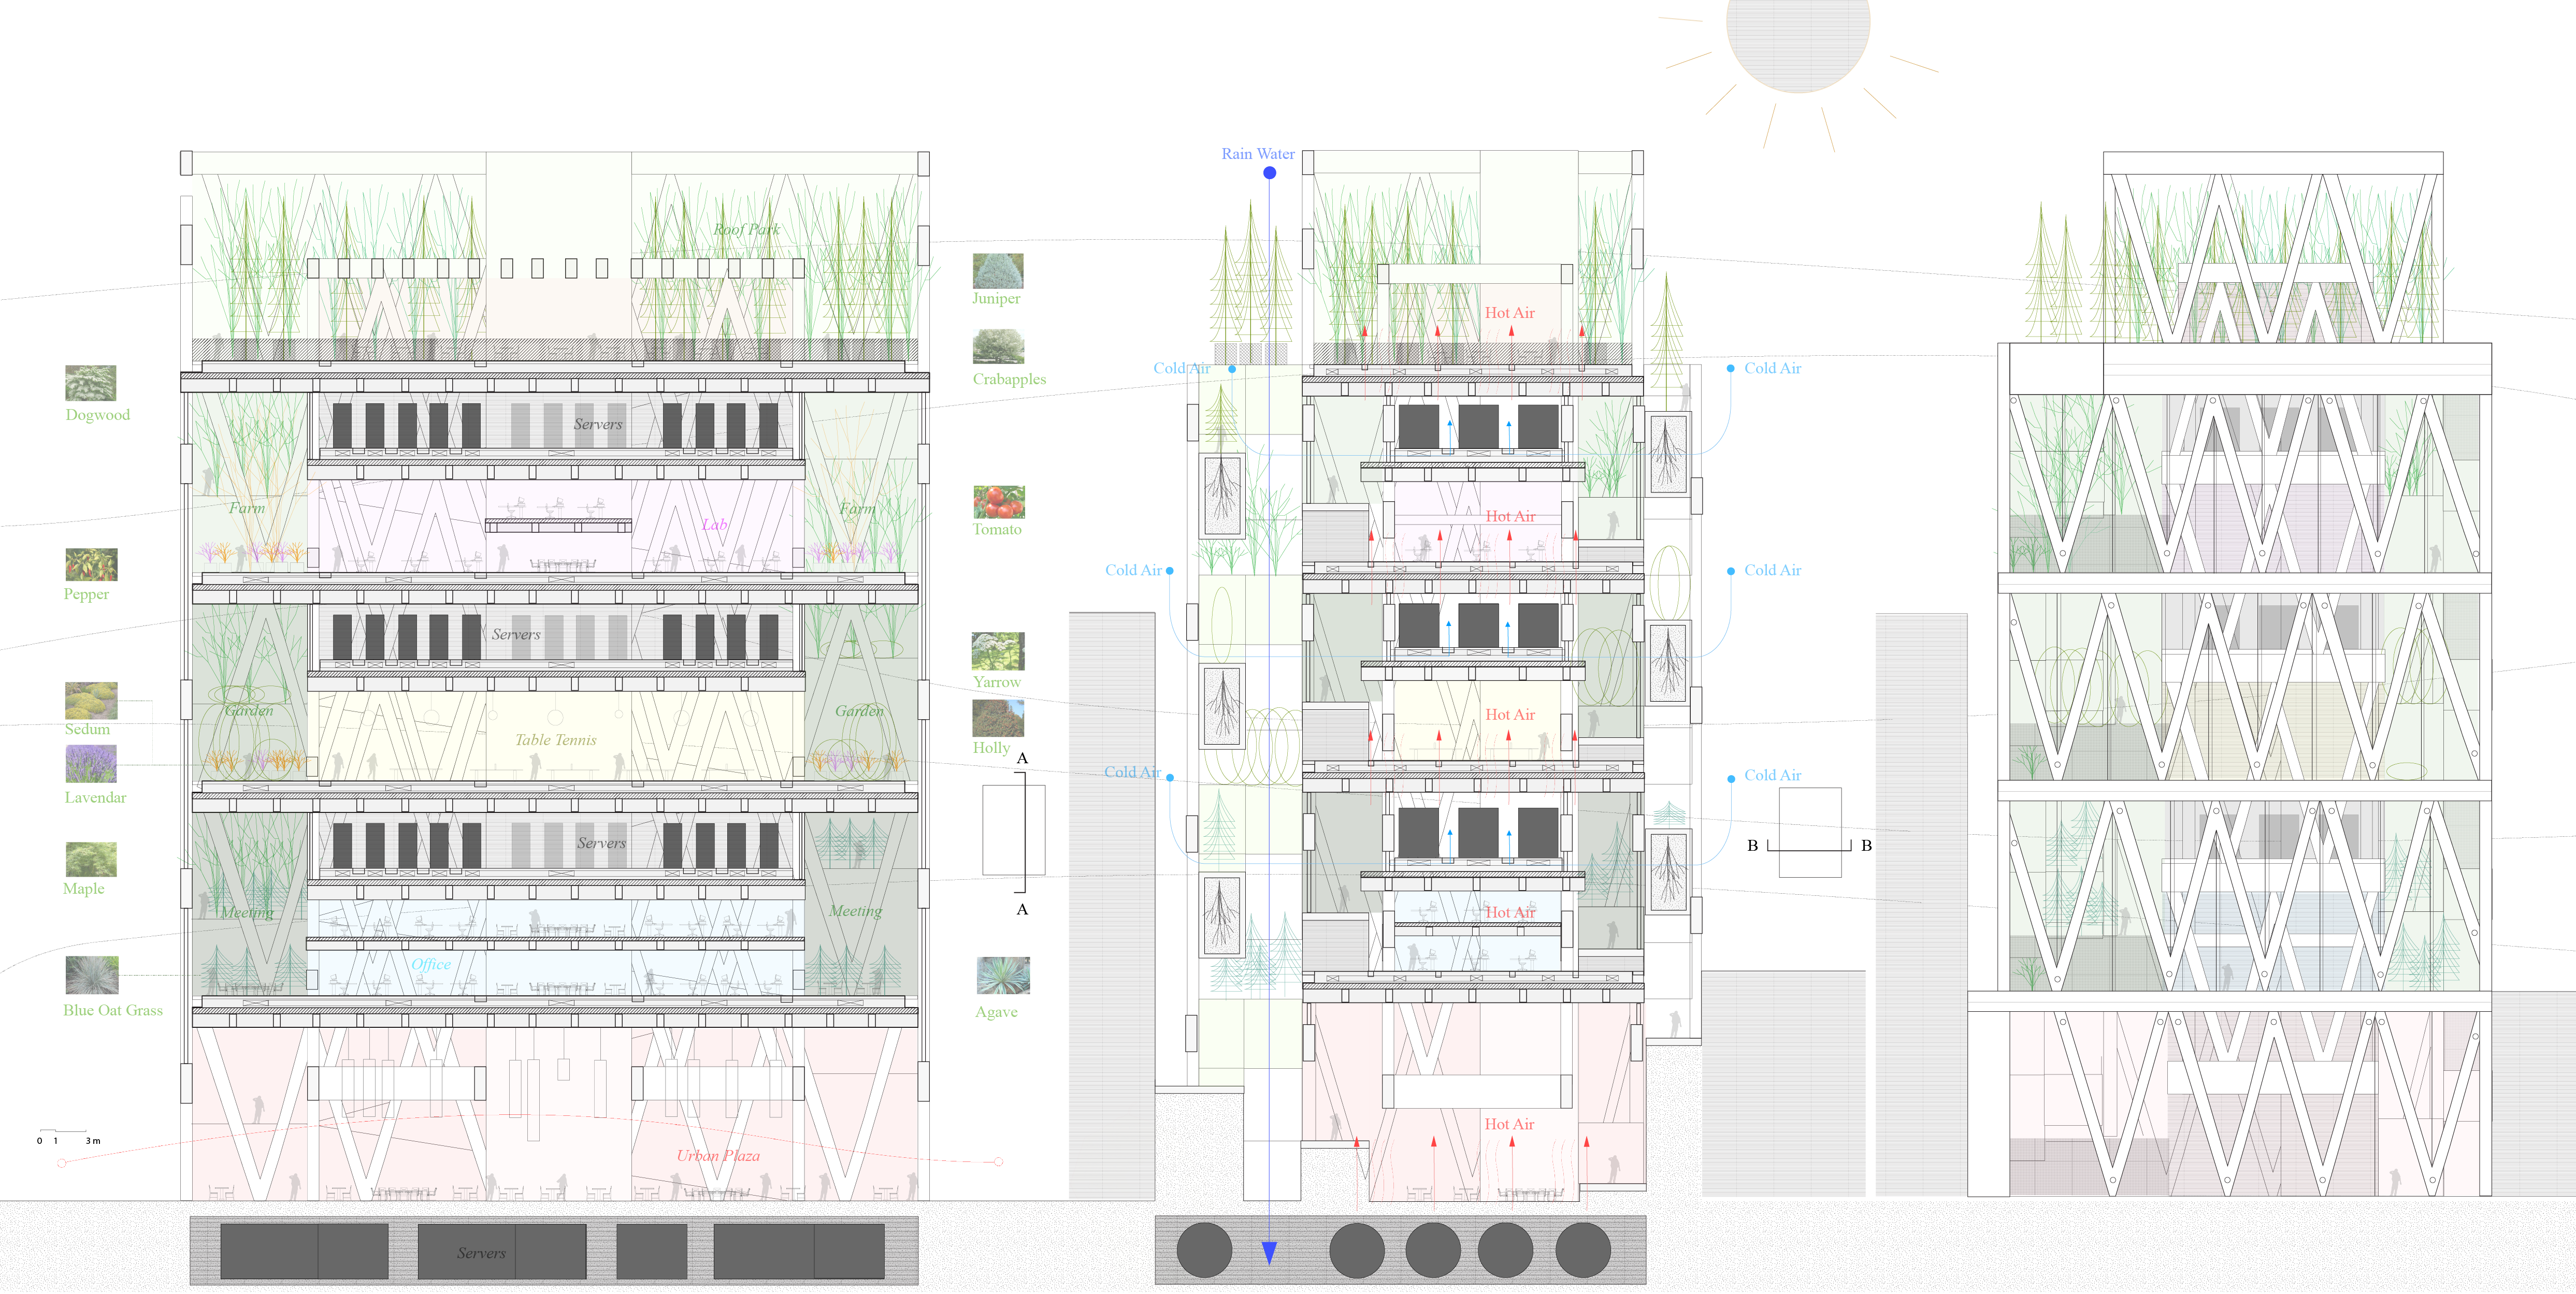 Rain Water
Roof Park
Juniper
Hot Air
Crabapples
Cold Air
Cold Air
Dogwood
Servers
Farm
Farm
Lab
Tomato
Hot Air
Pepper
Cold Air
Cold Air
Servers
Yarrow
Garden
Garden
Sedum
Table Tennis
Holly
Hot Air
A
Cold Air
Cold Air
Lavendar
Servers
B
B
Maple
Meeting
Meeting
A
Hot Air
Office
Blue Oat Grass
Agave
Hot Air
0 1 3 m
Urban Plaza
Servers